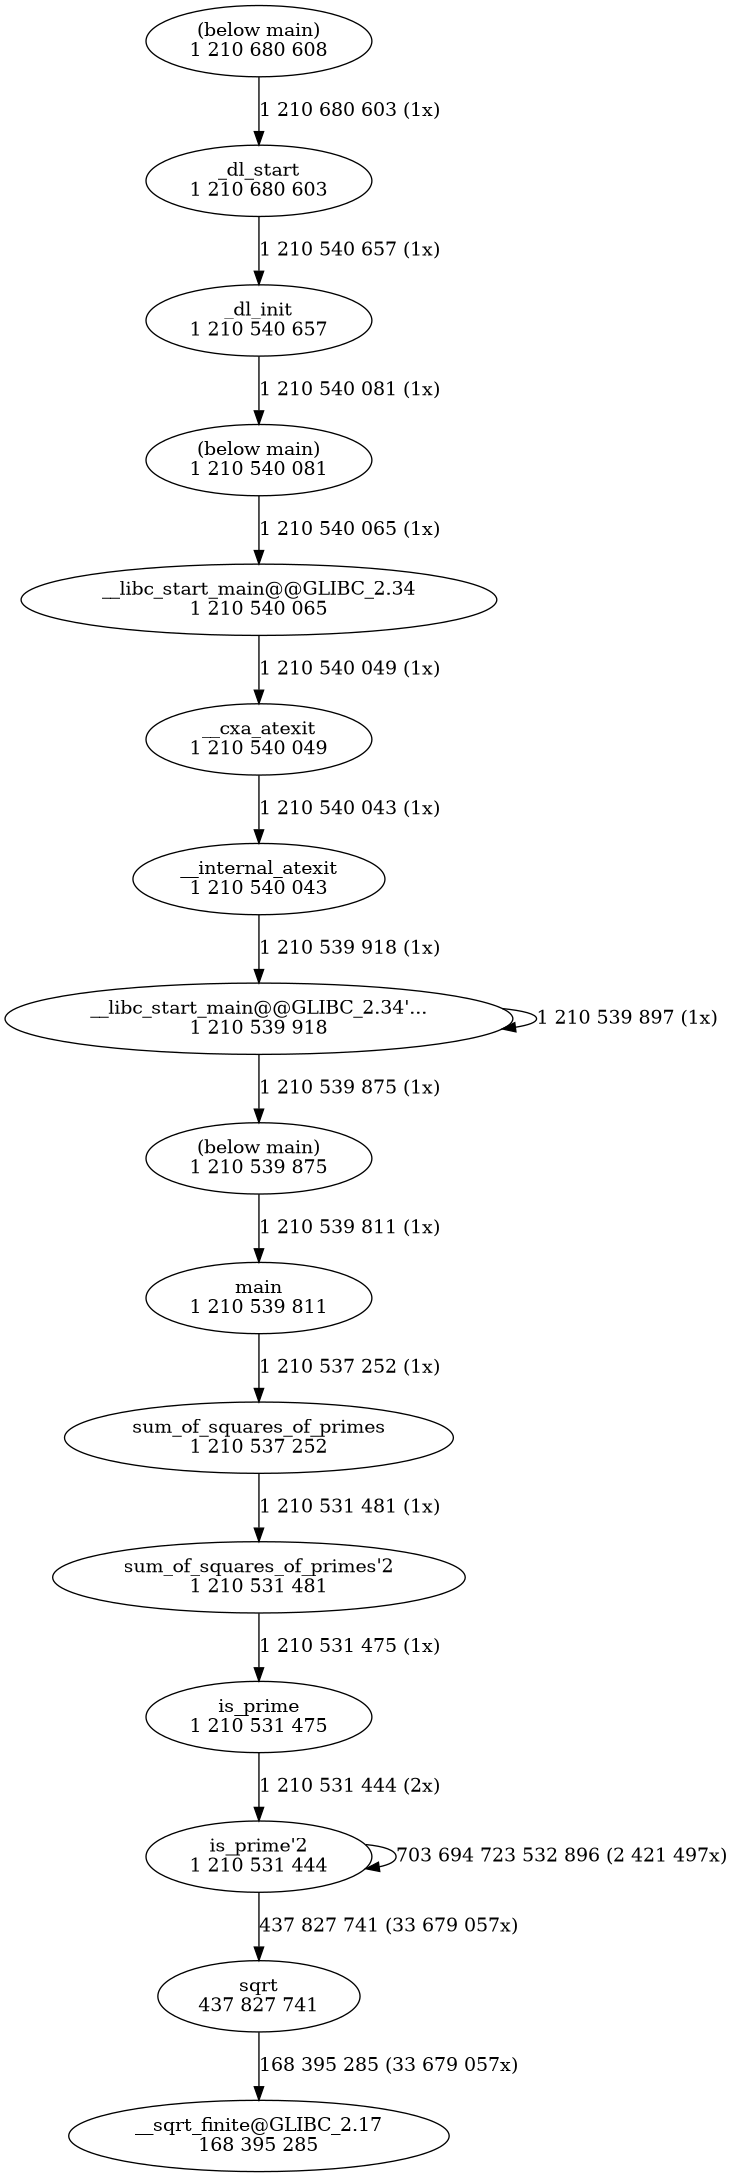 (below main)
1 210 680 608
1 210 680 603 (1x)
_dl_start
1 210 680 603
1 210 540 657 (1x)
_dl_init
1 210 540 657
1 210 540 081 (1x)
(below main)
1 210 540 081
1 210 540 065 (1x)
__libc_start_main@@GLIBC_2.34
1 210 540 065
1 210 540 049 (1x)
__cxa_atexit
1 210 540 049
1 210 540 043 (1x)
__internal_atexit
1 210 540 043
1 210 539 918 (1x)
__libc_start_main@@GLIBC_2.34'...
1 210 539 918
1 210 539 897 (1x)
1 210 539 875 (1x)
(below main)
1 210 539 875
1 210 539 811 (1x)
main
1 210 539 811
1 210 537 252 (1x)
sum_of_squares_of_primes
1 210 537 252
1 210 531 481 (1x)
sum_of_squares_of_primes'2
1 210 531 481
1 210 531 475 (1x)
is_prime
1 210 531 475
1 210 531 444 (2x)
is_prime'2
1 210 531 444
703 694 723 532 896 (2 421 497x)
437 827 741 (33 679 057x)
sqrt
437 827 741
168 395 285 (33 679 057x)
__sqrt_finite@GLIBC_2.17
168 395 285